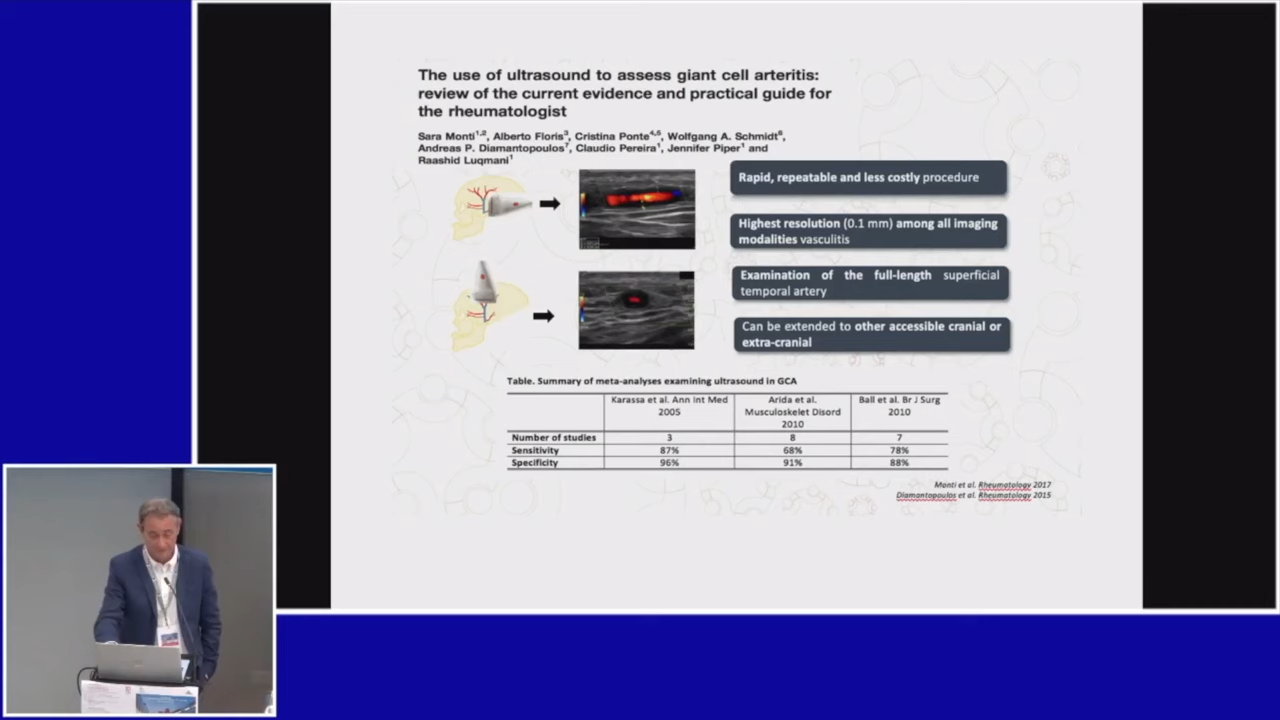 The use of ultrasound to assess giant cell arteritis:
review of the current evidence and practical guide for
the rheumatologist
Sara Monti1,2, Alberto Floris3, Cristina Ponte4,5, Wolfgang A. Schmidt6,
Andreas P. Diamantopoulos7, Claudio Pereira1, Jennifer Piper1 and
Raashid Luqmani1
Rapid, repeatable and less costly procedure
Highest resolution (0.1 mm) among all imaging
modalities vasculitis
Examination of the full-length superficial
temporal artery
Can be extended to other accessible cranial or
extra-cranial
Table. Summary of meta-analyses examining ultrasound in GCA
Karassa et al. Ann Int Med 2005 Arida et al. Musculoskelet Disord 2010 Ball et al. Br J Surg 2010
Number of studies 3 8 7
Sensitivity 87% 68% 78%
Specificity 96% 91% 88%
Monti et al. Rheumatology 2017
Diamantopoulos et al. Rheumatology 2015